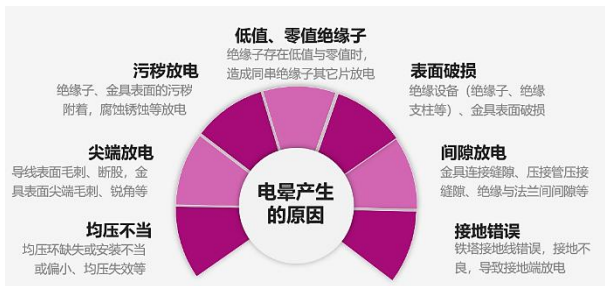 低值、零值绝缘子
绝缘子存在低值与零值时，
造成同串绝缘子其它片放电
污秽放电
绝缘子、金具表面的污秽
附着，腐蚀锈蚀等放电
表面破损
绝缘设备（绝缘子、绝缘
支柱等）、金具表面破损
尖端放电
导线表面毛刺、断股，金
具表面尖端毛刺、锐角等
间隙放电
金具连接缝隙、压接管压接
缝隙、绝缘与法兰间间隙等
电晕产生
的原因
均压不当
均压环缺失或安装不当
或偏小、均压失效等
接地错误
铁塔接地线错误，接地不
良，导致接地端放电